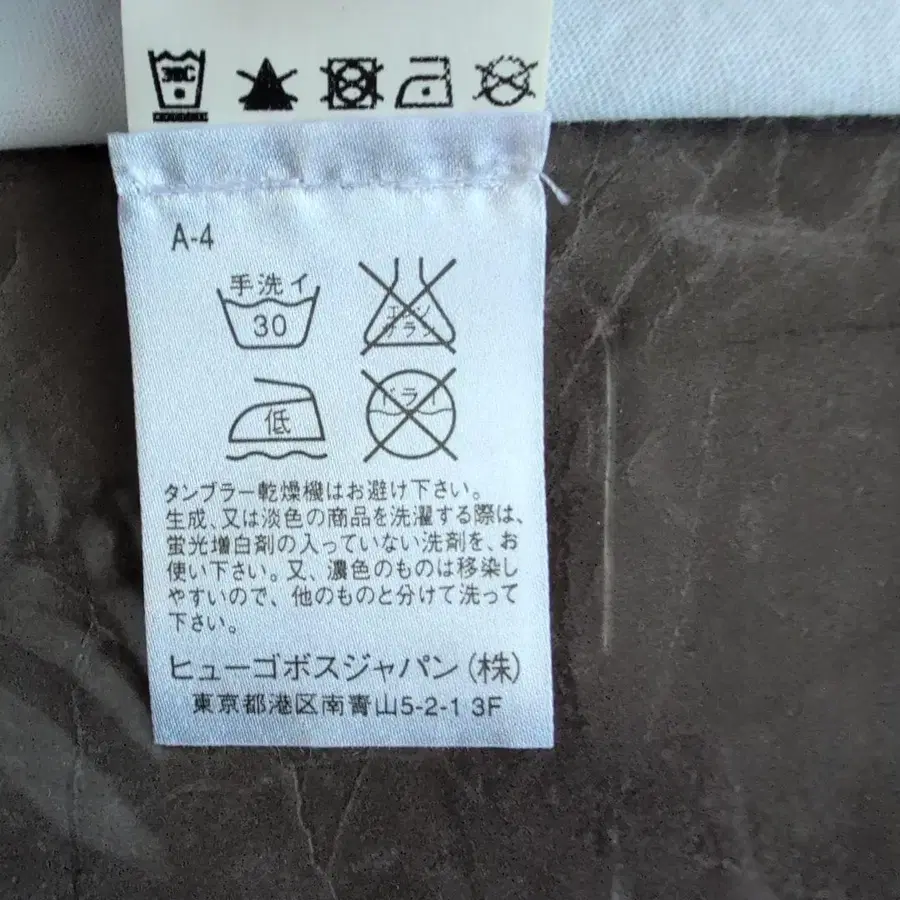 30C
A-4
手洗イ
30
エンソ
サラシ
低
ドライ
タンブラー乾燥機はお避け下さい。
生成、又は淡色の商品を洗濯する際は、
蛍光増白剤の入っていない洗剤を、お
使い下さい。又、濃色のものは移染し
やすいので、他のものと分けて洗って
下さい。
ヒューゴボスジャパン(株)
東京都港区南青山5-2-1 3F